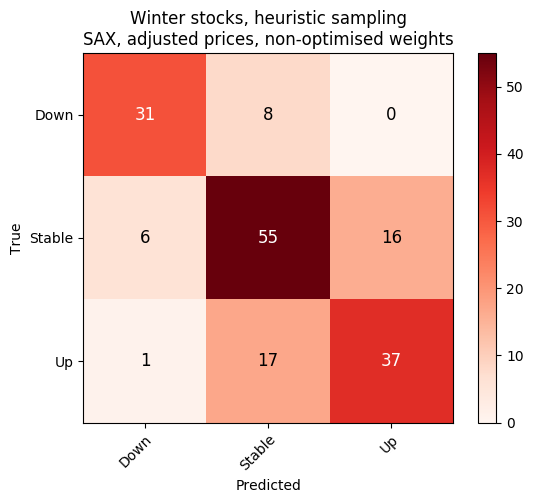 Winter stocks, heuristic sampling
SAX, adjusted prices, non-optimised weights
Down 31 8 0
Stable 6 55 16
Up 1 17 37
Down Stable Up
Predicted
True
50
40
30
20
10
0